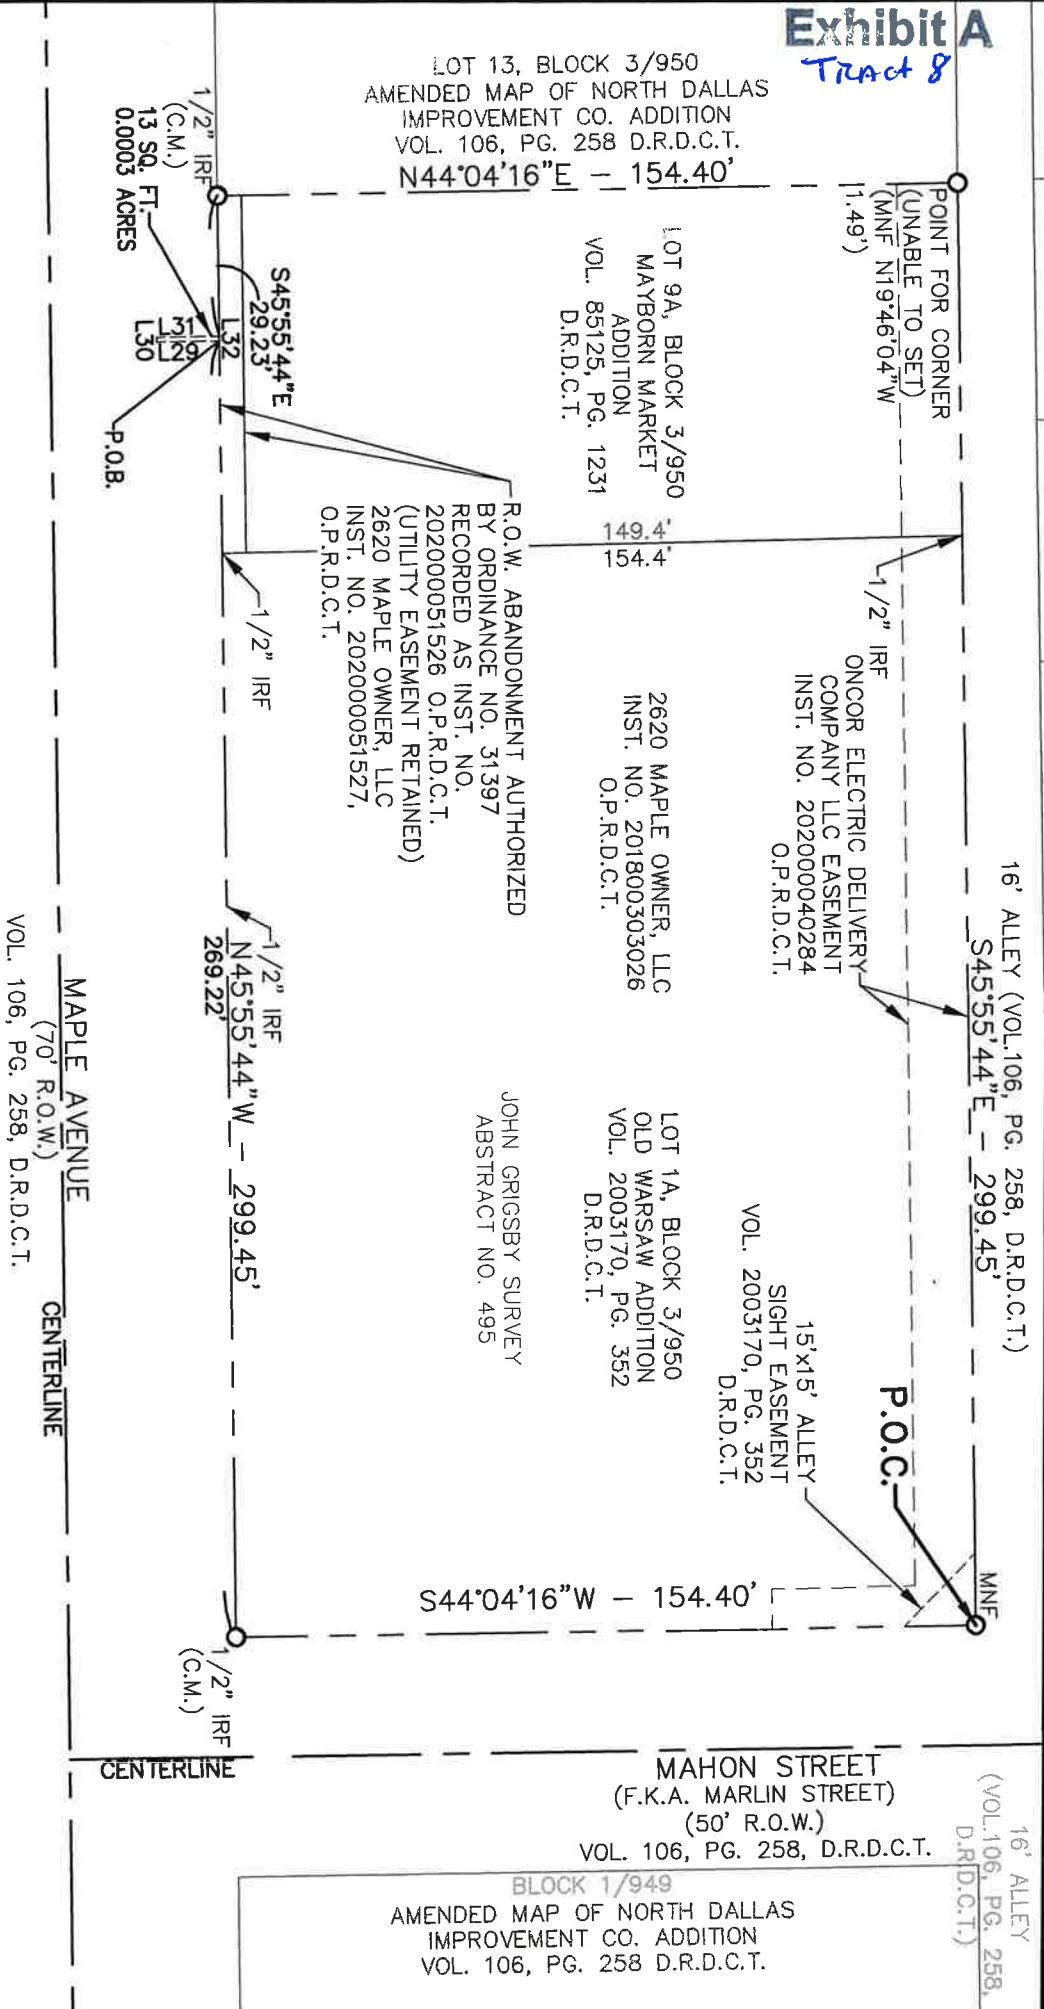 Exhibit A
TRACT 8
LOT 13, BLOCK 3/950
AMENDED MAP OF NORTH DALLAS
IMPROVEMENT CO. ADDITION
VOL. 106, PG. 258 D.R.D.C.T.
N44°04'16"E - 154.40'
POINT FOR CORNER
(UNABLE TO SET)
(MNF N19°46'04"W
1.49')
1/2" IRF
(C.M.)
13 SQ. FT.
0.0003 ACRES
S45°55'44"E
29.23'
L32
L31
L29
L30
P.O.B.
LOT 9A, BLOCK 3/950
MAYBORN MARKET
ADDITION
VOL. 85125, PG. 1231
D.R.D.C.T.
149.4'
154.4'
1/2" IRF
1/2" IRF
R.O.W. ABANDONMENT AUTHORIZED
BY ORDINANCE NO. 31397
RECORDED AS INST. NO.
202000051526 O.P.R.D.C.T.
(UTILITY EASEMENT RETAINED)
2620 MAPLE OWNER, LLC
INST. NO. 202000051527,
O.P.R.D.C.T.
ONCOR ELECTRIC DELIVERY
COMPANY LLC EASEMENT
INST. NO. 202000040284
O.P.R.D.C.T.
2620 MAPLE OWNER, LLC
INST. NO. 201800303026
O.P.R.D.C.T.
16' ALLEY (VOL.106, PG. 258, D.R.D.C.T.)
S45°55'44"E - 299.45'
1/2" IRF
N45°55'44"W - 299.45'
269.22'
MAPLE AVENUE
(70' R.O.W.)
VOL. 106, PG. 258, D.R.D.C.T.
CENTERLINE
JOHN GRIGSBY SURVEY
ABSTRACT NO. 495
LOT 1A, BLOCK 3/950
OLD WARSAW ADDITION
VOL. 2003170, PG. 352
D.R.D.C.T.
15'x15' ALLEY
SIGHT EASEMENT
VOL. 2003170, PG. 352
D.R.D.C.T.
P.O.C.
MNF
S44°04'16"W - 154.40'
1/2" IRF
(C.M.)
CENTERLINE
MAHON STREET
(F.K.A. MARLIN STREET)
(50' R.O.W.)
VOL. 106, PG. 258, D.R.D.C.T.
16' ALLEY
(VOL.106, PG. 258,
D.R.D.C.T.)
BLOCK 1/949
AMENDED MAP OF NORTH DALLAS
IMPROVEMENT CO. ADDITION
VOL. 106, PG. 258 D.R.D.C.T.